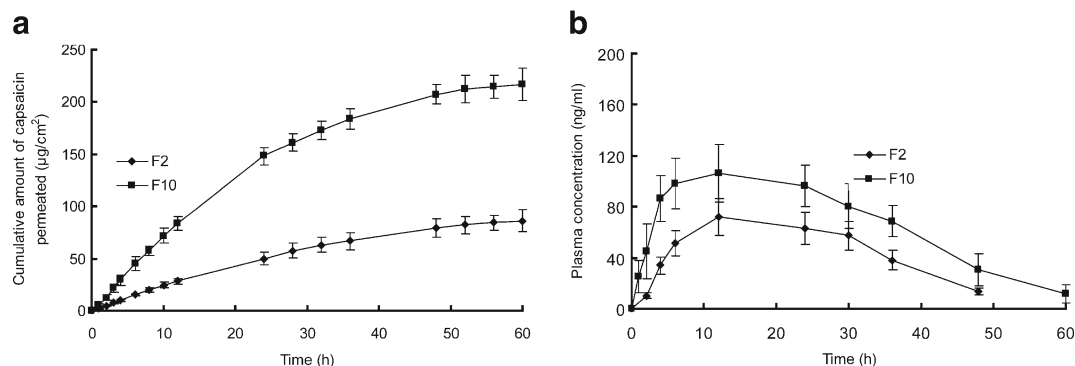 a
Cumulative amount of capsaicin
permeated (μg/cm²)
250
200
150
100
50
0
F2
F10
0 10 20 30 40 50 60
Time (h)
b
Plasma concentration (ng/ml)
200
160
120
80
40
0
F2
F10
0 10 20 30 40 50 60
Time (h)